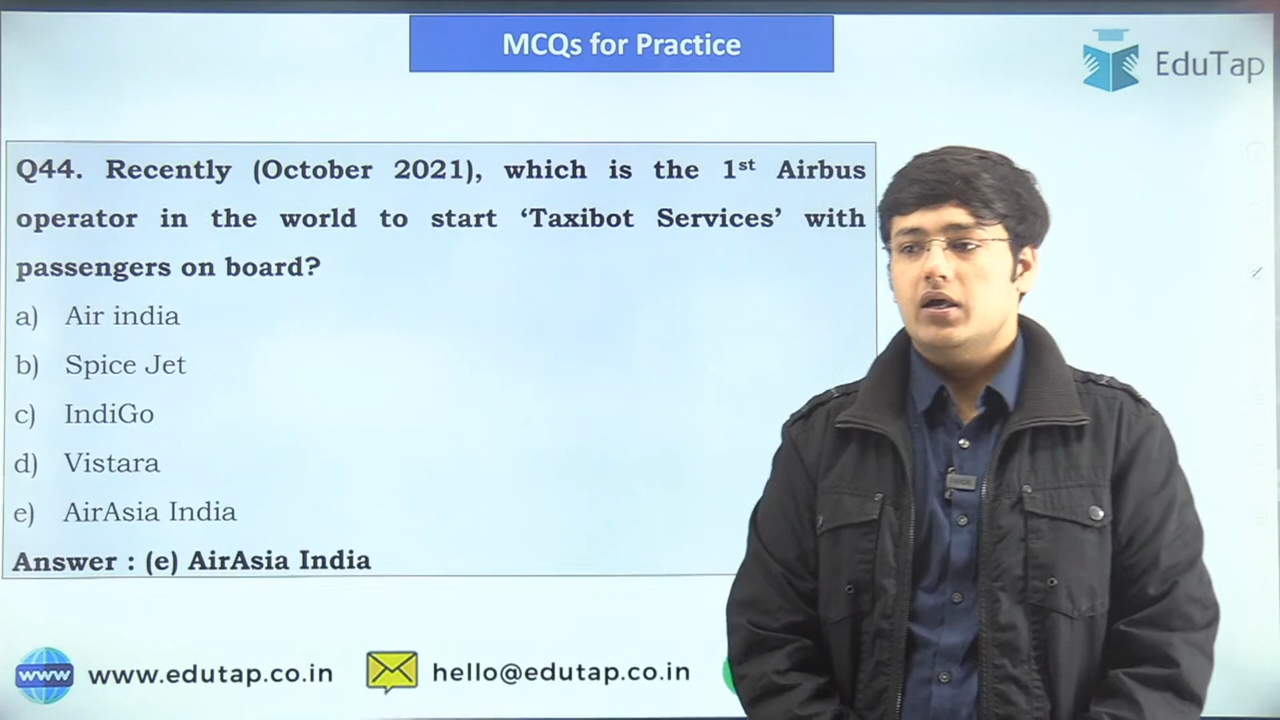 MCQs for Practice
EduTap
Q44. Recently (October 2021), which is the 1st Airbus
operator in the world to start ‘Taxibot Services’ with
passengers on board?
a) Air india
b) Spice Jet
c) IndiGo
d) Vistara
e) AirAsia India
Answer : (e) AirAsia India
www www.edutap.co.in hello@edutap.co.in